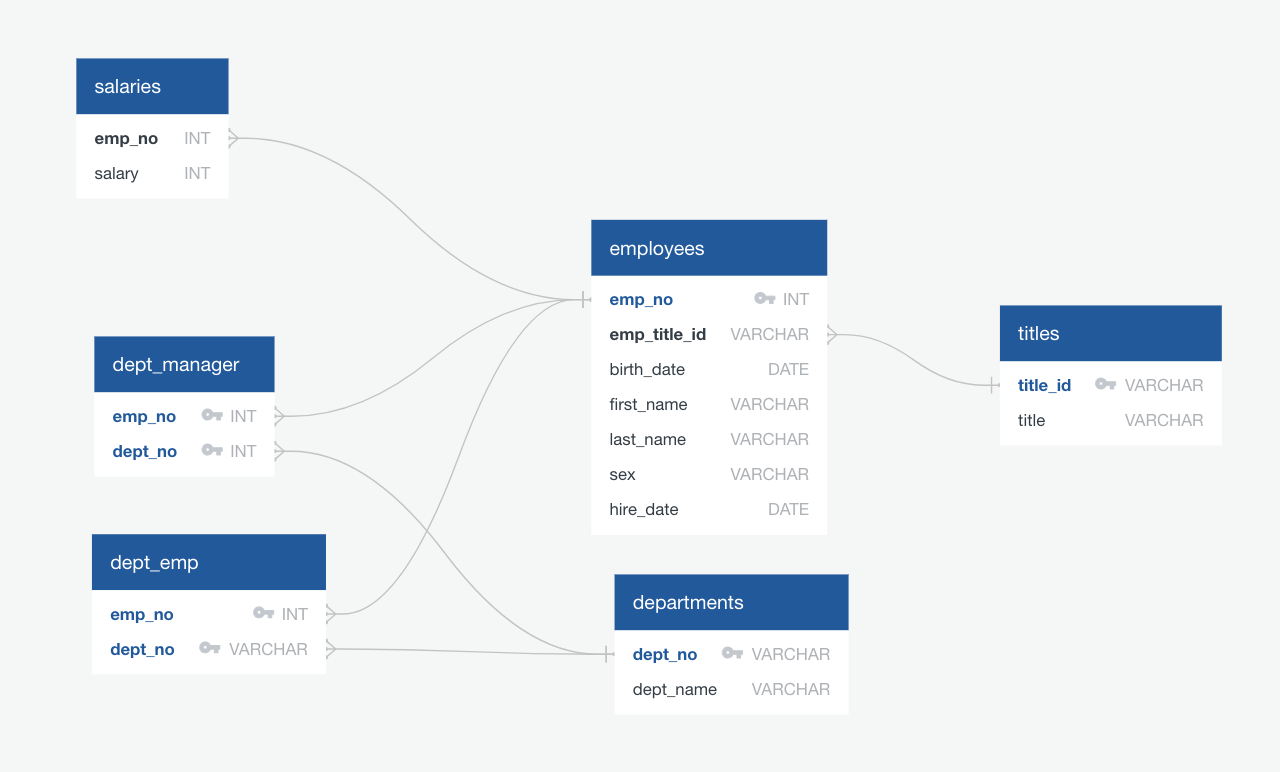 salaries
emp_no INT
salary INT
employees
emp_no INT
emp_title_id VARCHAR
birth_date DATE
first_name VARCHAR
last_name VARCHAR
sex VARCHAR
hire_date DATE
titles
title_id VARCHAR
title VARCHAR
dept_manager
emp_no INT
dept_no INT
dept_emp
emp_no INT
dept_no VARCHAR
departments
dept_no VARCHAR
dept_name VARCHAR